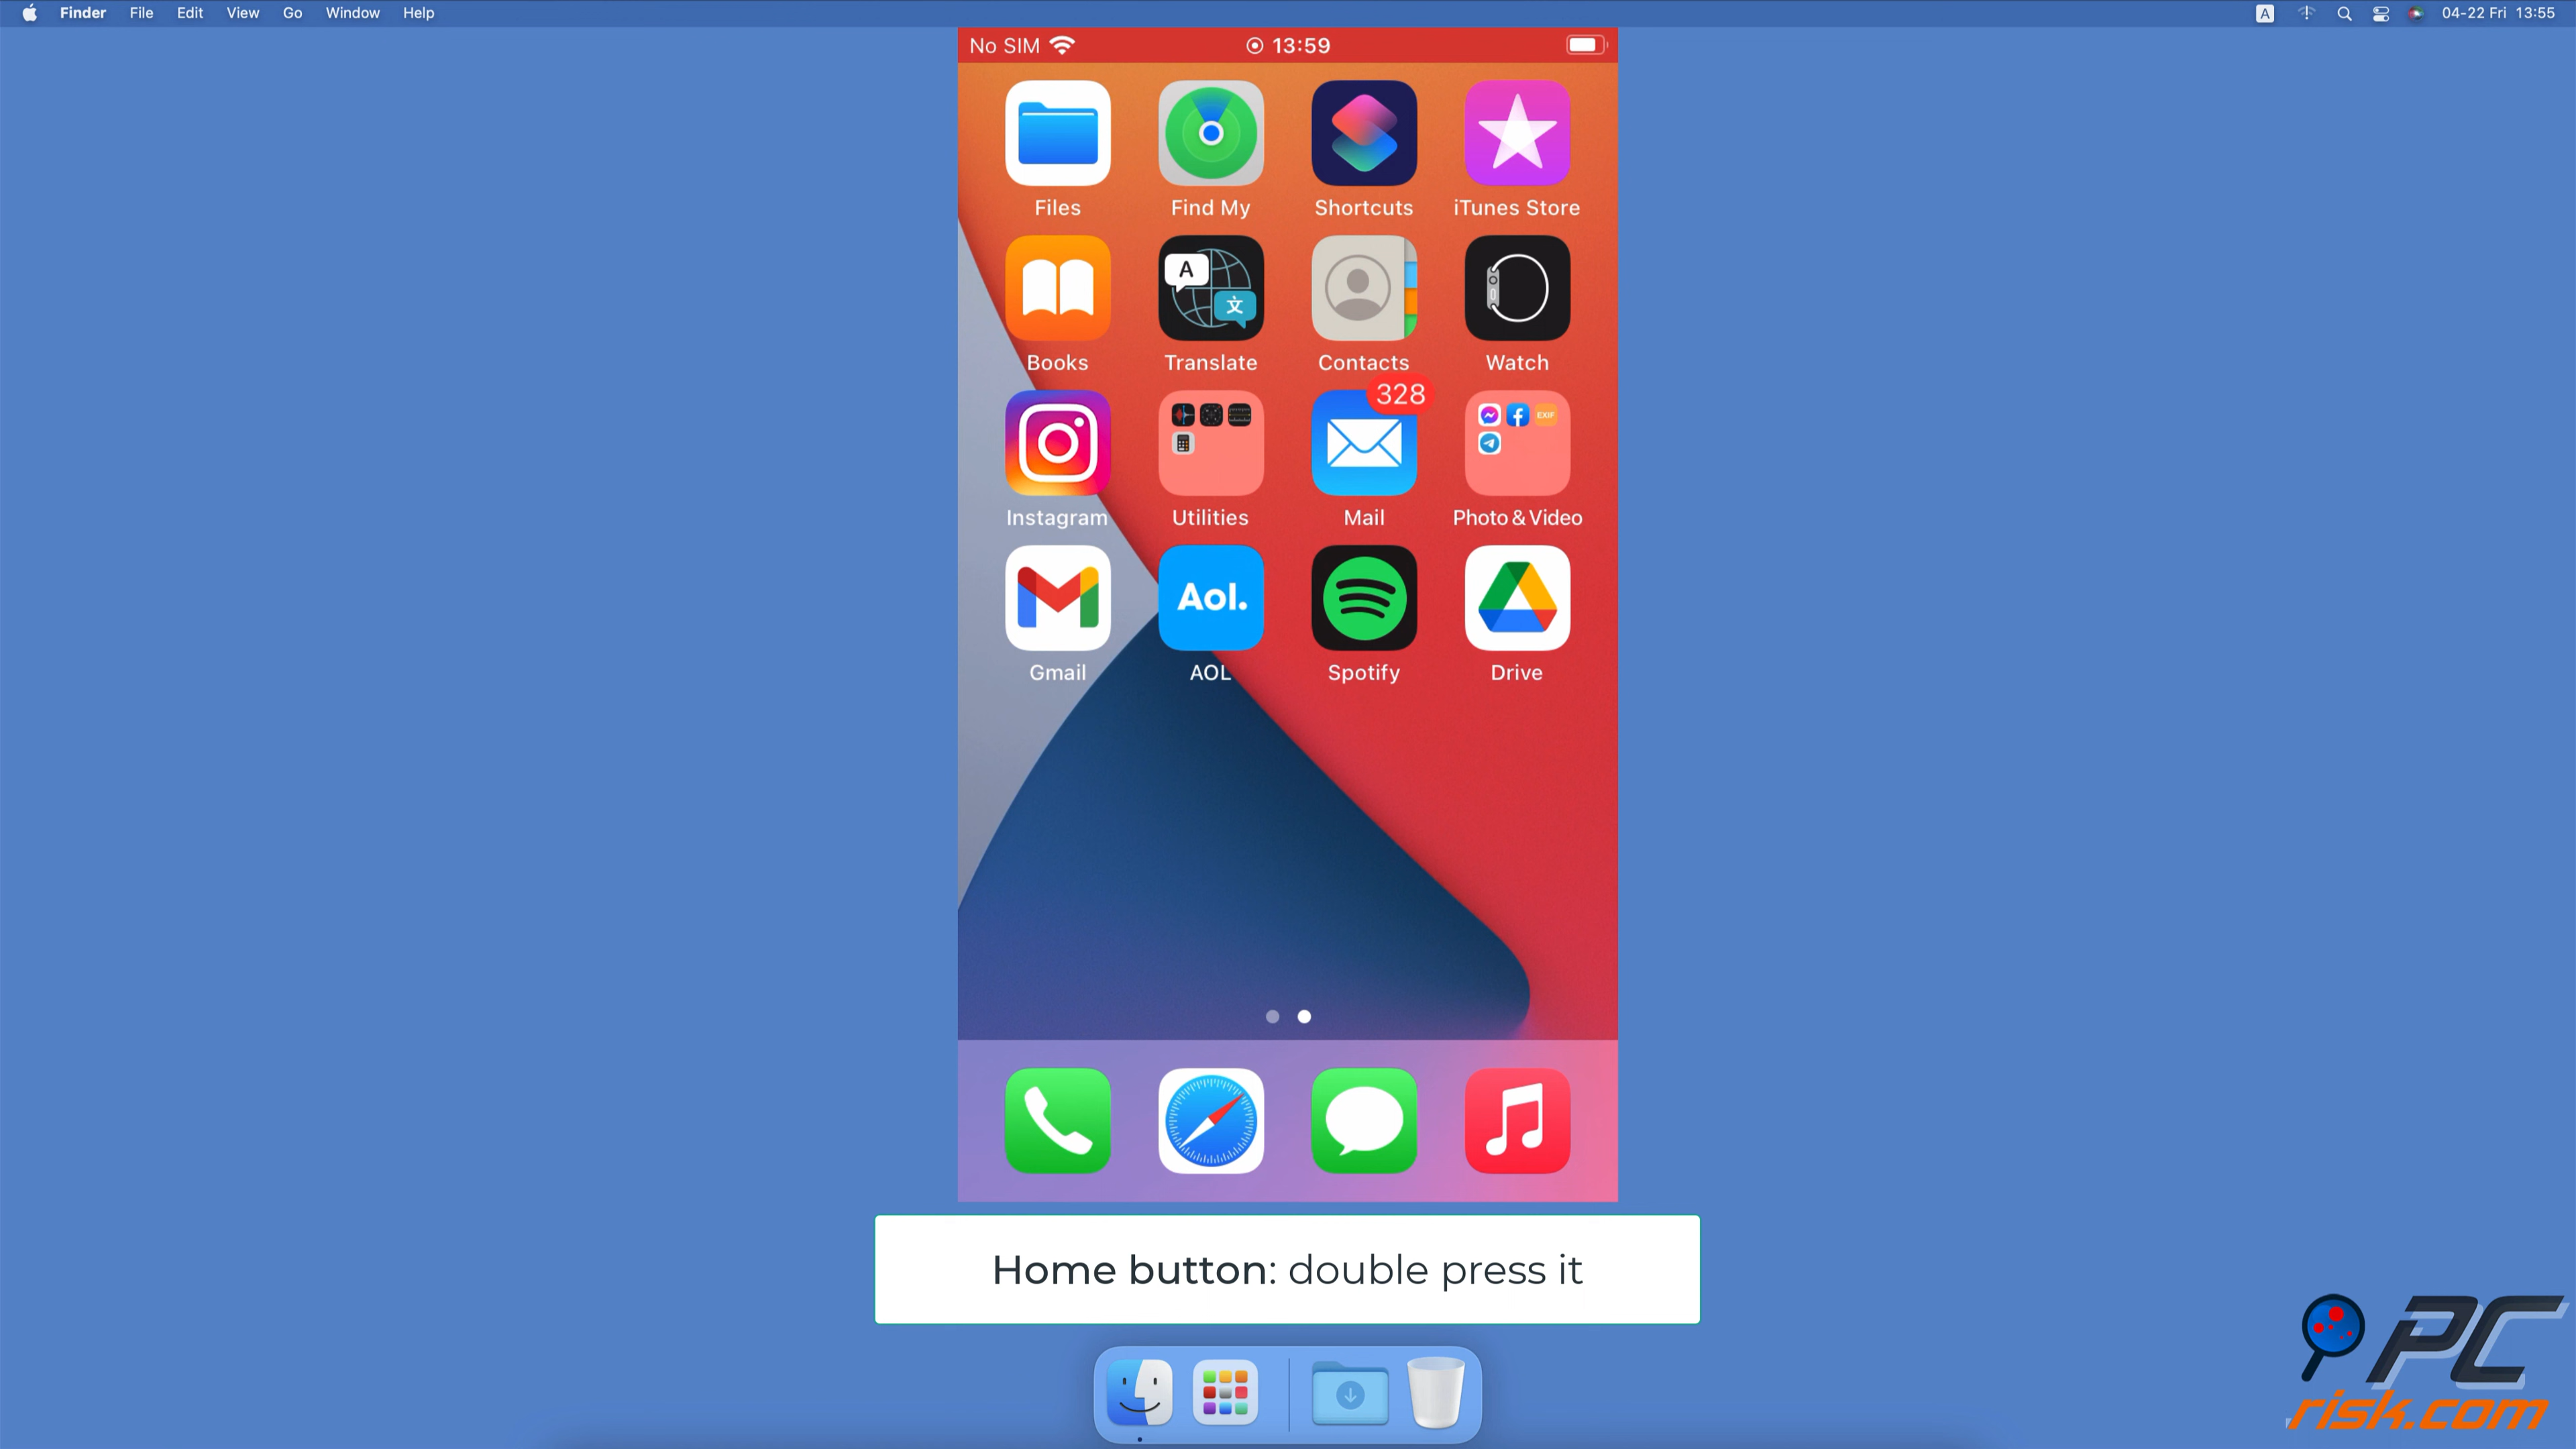 Finder File Edit View Go Window Help
A 04-22 Fri 13:55
No SIM 13:59
Files Find My Shortcuts iTunes Store
A 文
Books Translate Contacts Watch
328
EXIF
Instagram Utilities Mail Photo & Video
Aol.
Gmail AOL Spotify Drive
Home button: double press it
PC
risk.com